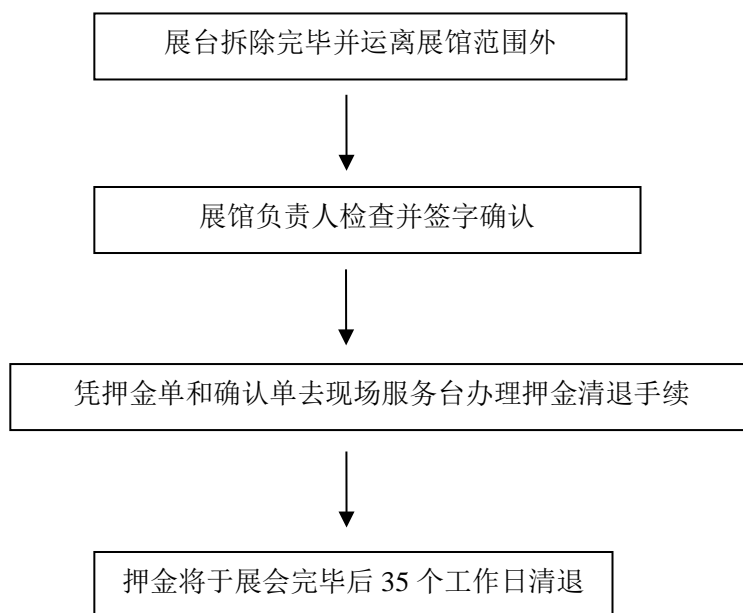 展台拆除完毕并运离展馆范围外
展馆负责人检查并签字确认
凭押金单和确认单去现场服务台办理押金清退手续
押金将于展会完毕后 35 个工作日清退